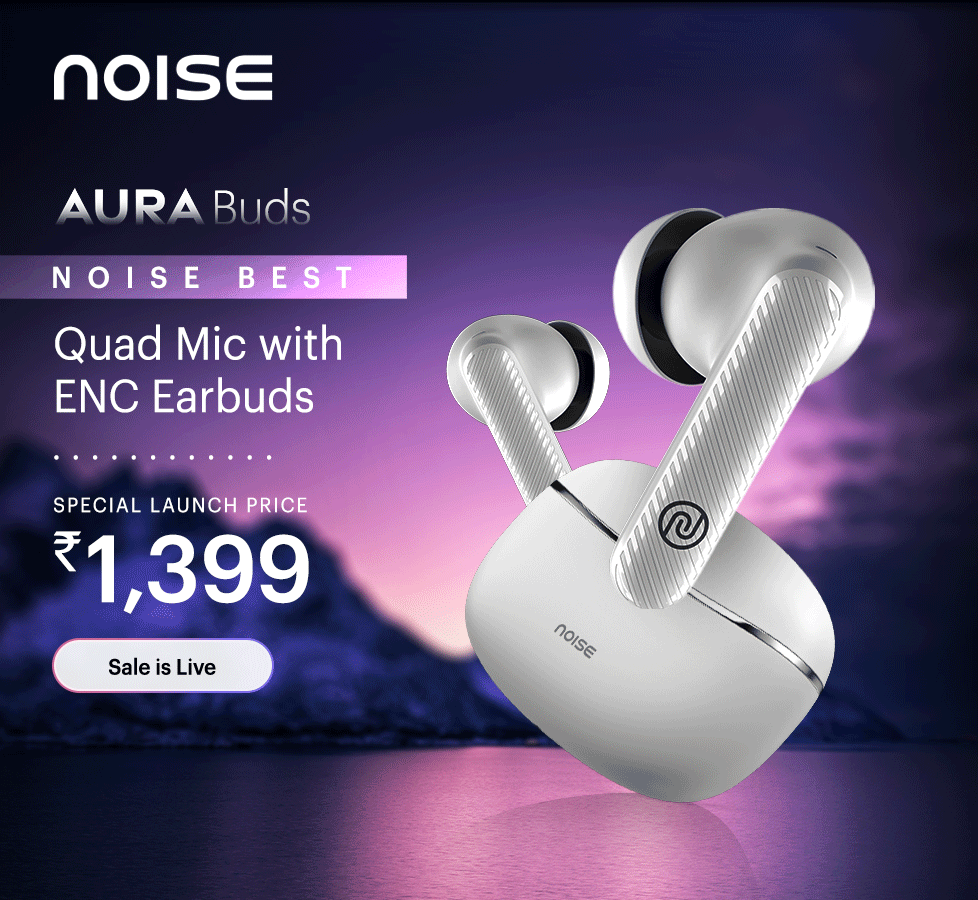 NOISE
AURA Buds
NOISE BEST
Quad Mic with
ENC Earbuds
SPECIAL LAUNCH PRICE
₹1,399
Sale is Live
NOISE